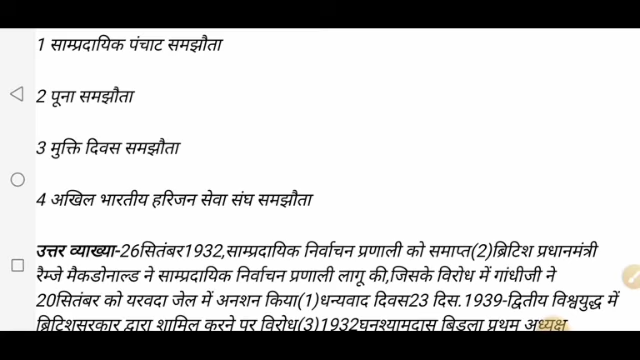 1 साम्प्रदायिक पंचाट समझौता
2 पूना समझौता
3 मुक्ति दिवस समझौता
4 अखिल भारतीय हरिजन सेवा संघ समझौता
उत्तर व्याख्या-26सितंबर1932,साम्प्रदायिक निर्वाचन प्रणाली को समाप्त(2)ब्रिटिश प्रधानमंत्री
रैम्जे मैकडोनाल्ड ने साम्प्रदायिक निर्वाचन प्रणाली लागू की,जिसके विरोध में गांधीजी ने
20सितंबर को यरवदा जेल में अनशन किया(1)धन्यवाद दिवस23 दिस.1939-द्वितीय विश्वयुद्ध में
ब्रिटिशसरकार द्वारा शामिल करने पर विरोध(3)1932घनश्यामदास बिडला प्रथम अध्यक्ष